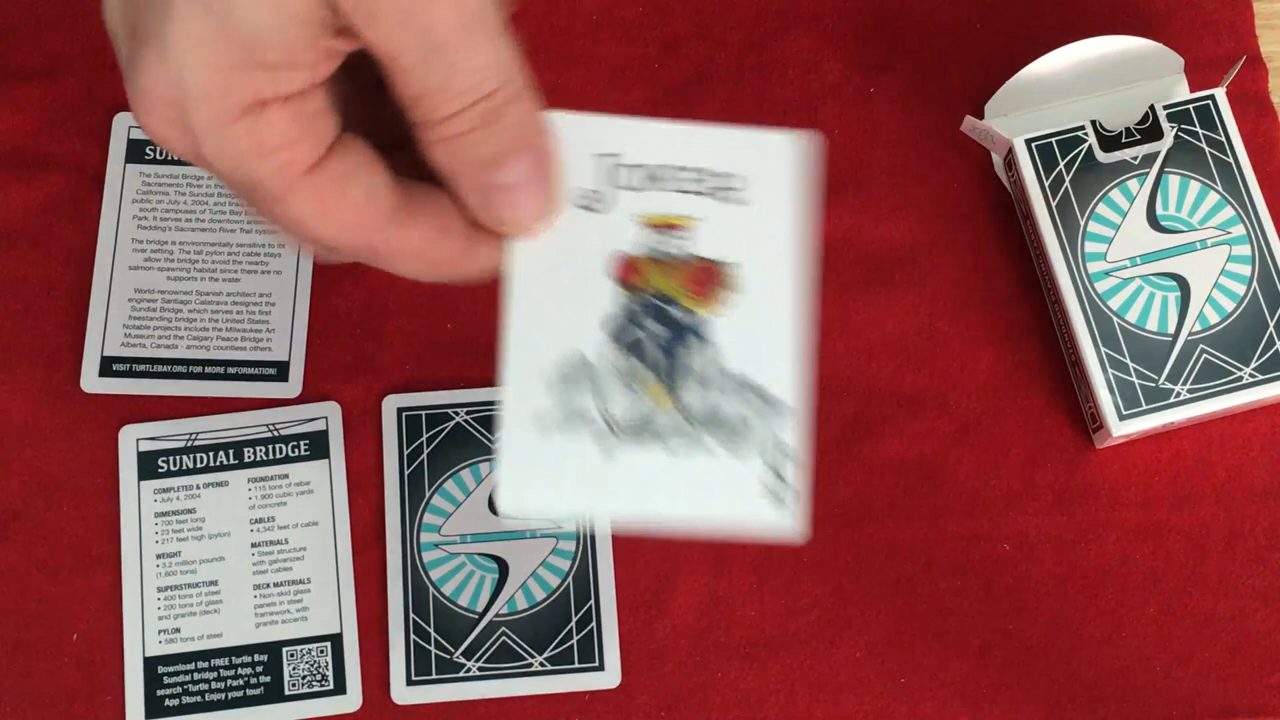 SUN
The Sundial Bridge at
Sacramento River in the
California. The Sundial Bridge
public on July 4, 2004, and links
south campuses of Turtle Bay
Park. It serves as the downtown
Redding's Sacramento River Trail system
The bridge is environmentally sensitive to its
river setting. The tall pylon and cable stays
allow the bridge to avoid the nearby
salmon-spawning habitat since there are no
supports in the water.
World-renowned Spanish architect and
engineer Santiago Calatrava designed the
Sundial Bridge, which serves as his first
freestanding bridge in the United States.
Notable projects include the Milwaukee Art
Museum and the Calgary Peace Bridge in
Alberta, Canada - among countless others.
VISIT TURTLEBAY.ORG FOR MORE INFORMATION!
SUNDIAL BRIDGE
COMPLETED & OPENED
• July 4, 2004
DIMENSIONS
• 700 feet long
• 23 feet wide
• 217 feet high (pylon)
WEIGHT
• 3.2 million pounds
(1,600 tons)
SUPERSTRUCTURE
• 400 tons of steel
• 200 tons of glass
and granite (deck)
PYLON
• 580 tons of steel
FOUNDATION
• 115 tons of rebar
• 1,900 cubic yards
of concrete
CABLES
• 4,342 feet of cable
MATERIALS
• Steel structure
with galvanized
steel cables
DECK MATERIALS
• Non-skid glass
panels in steel
framework, with
granite accents
Download the FREE Turtle Bay
Sundial Bridge Tour App, or
search "Turtle Bay Park" in the
App Store. Enjoy your tour!